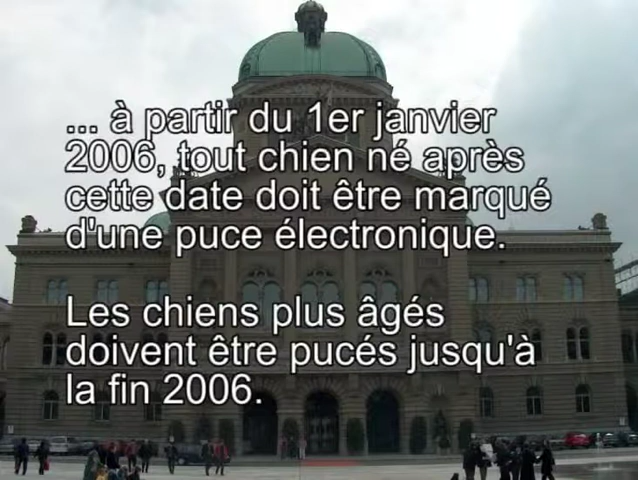 ... à partir du 1er janvier
2006, tout chien né après
cette date doit être marqué
d'une puce électronique.
Les chiens plus âgés
doivent être pucés jusqu'à
la fin 2006.